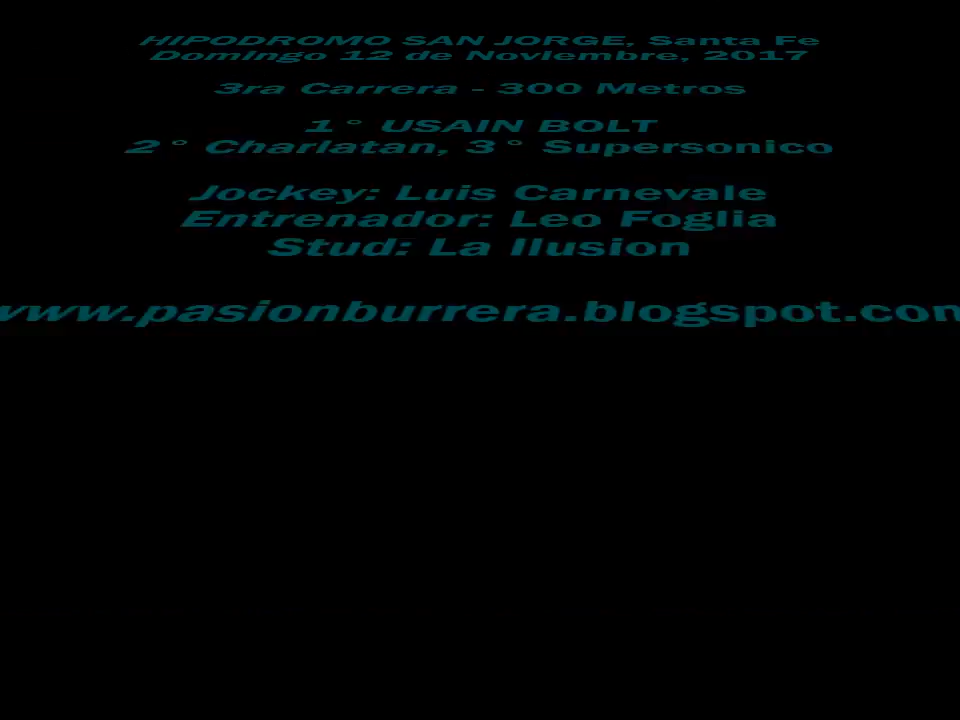 HIPODROMO SAN JORGE, Santa Fe
Domingo 12 de Noviembre, 2017
3ra Carrera - 300 Metros
1° USAIN BOLT
2° Charlatan, 3° Supersonico
Jockey: Luis Carnevale
Entrenador: Leo Foglia
Stud: La Ilusion
www.pasionburrera.blogspot.com